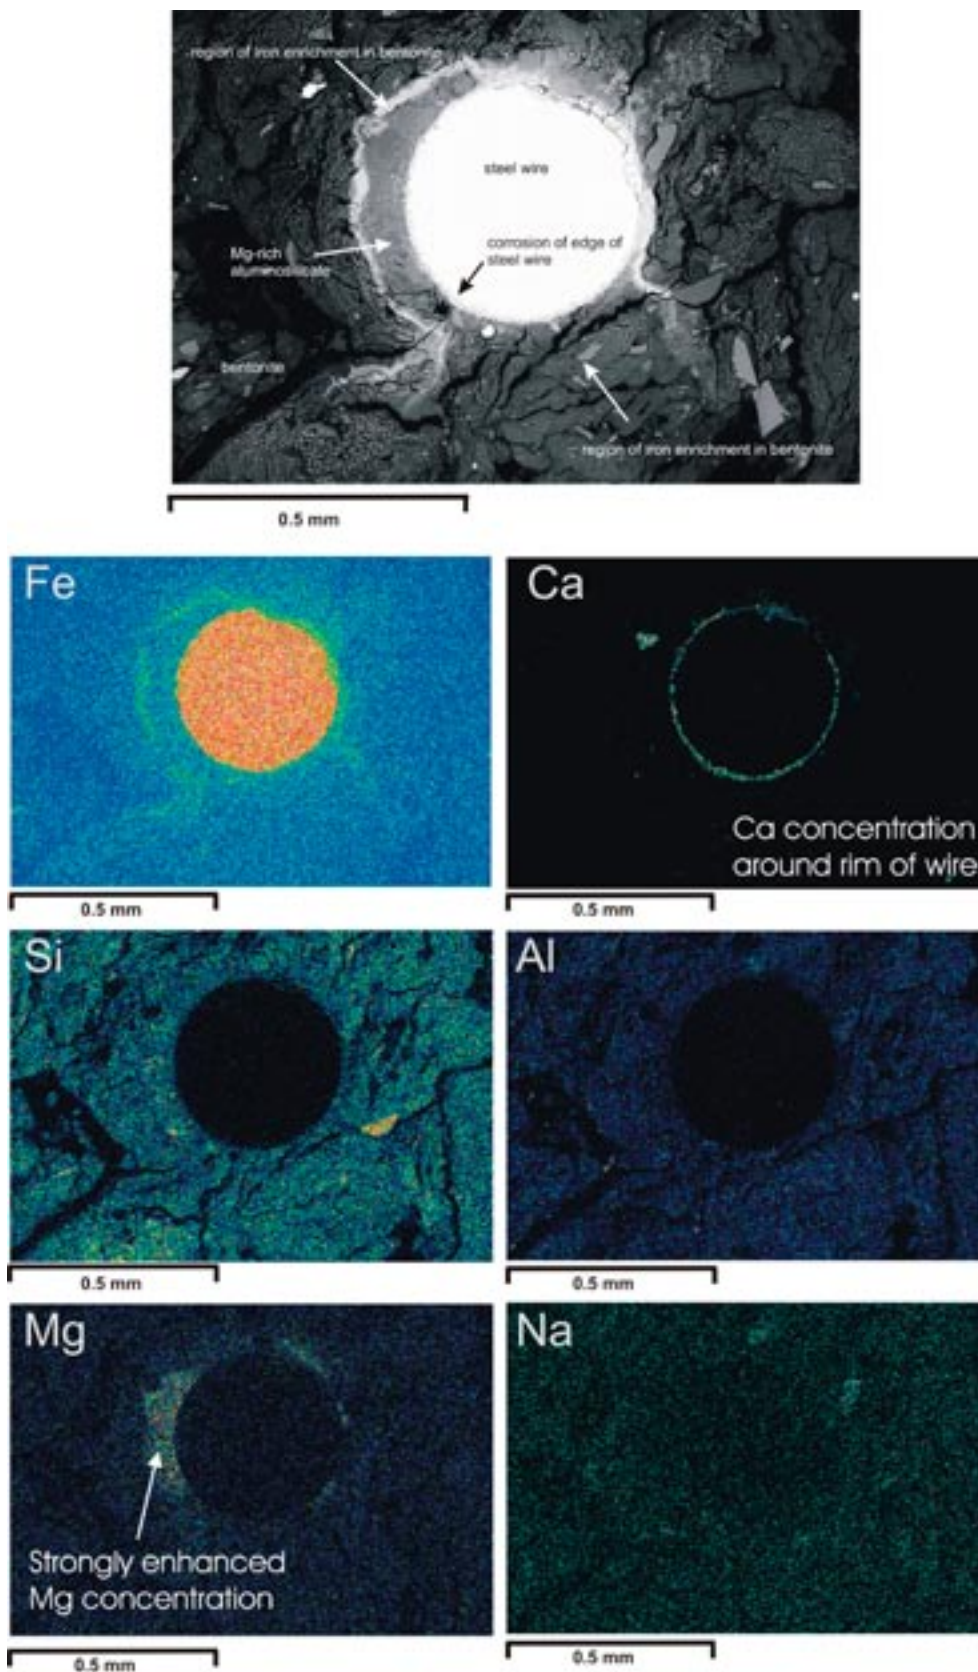 region of iron enrichment in bentonite
steel wire
corrosion of edge of
steel wire
Mg-rich
aluminosilicate
bentonite
region of iron enrichment in bentonite
0.5 mm
Fe
Ca
Ca concentration
around rim of wire
0.5 mm
0.5 mm
Si
Al
0.5 mm
0.5 mm
Mg
Na
Strongly enhanced
Mg concentration
0.5 mm
0.5 mm